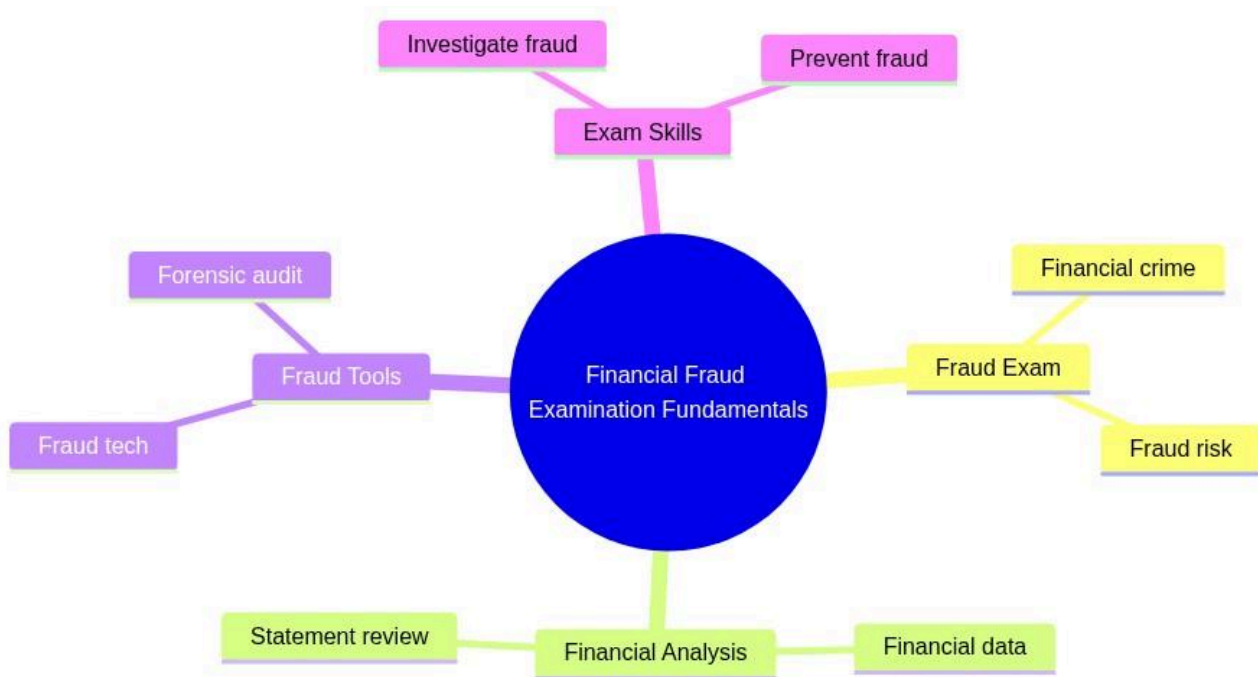 Investigate fraud
Prevent fraud
Exam Skills
Forensic audit
Financial crime
Fraud Tools
Financial Fraud
Examination Fundamentals
Fraud Exam
Fraud tech
Fraud risk
Statement review
Financial Analysis
Financial data